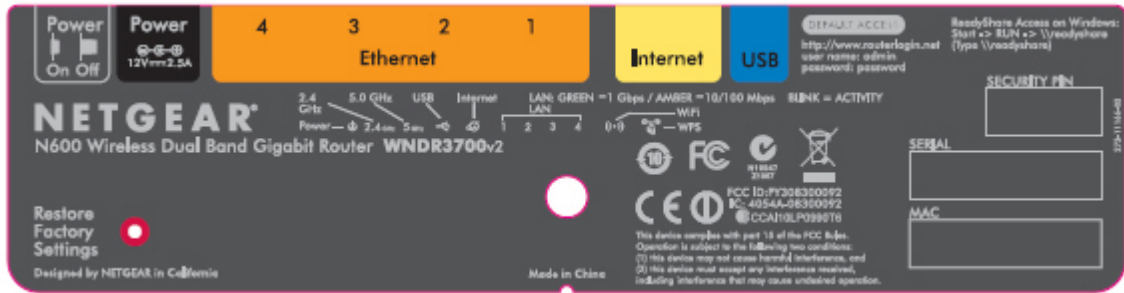 Power
On Off
Power
12V⎓2.5A
4 3 2 1
Ethernet
Internet
USB
DEFAULT ACCESS
http://www.routerlogin.net
user name: admin
password: password
ReadyShare Access on Windows:
Start -> RUN -> \\readyshare
(Type \\readyshare)
SECURITY PIN
NETGEAR®
2.4 GHz 5.0 GHz USB Internet LAN: GREEN =1 Gbps / AMBER =10/100 Mbps BLINK = ACTIVITY
LAN WiFi
Power 2.4 GHz 5 GHz 1 2 3 4 WPS
N600 Wireless Dual Band Gigabit Router WNDR3700v2
10 FC
N10947
SERIAL
CE
FCC ID:PY308300092
IC: 4054A-08300092
CCAI10LP0990T6
MAC
Restore
Factory
Settings
This device complies with part 15 of the FCC Rules.
Operation is subject to the following two conditions:
(1) this device may not cause harmful interference, and
(2) this device must accept any interference received,
including interference that may cause undesired operation.
Designed by NETGEAR in California
Made in China